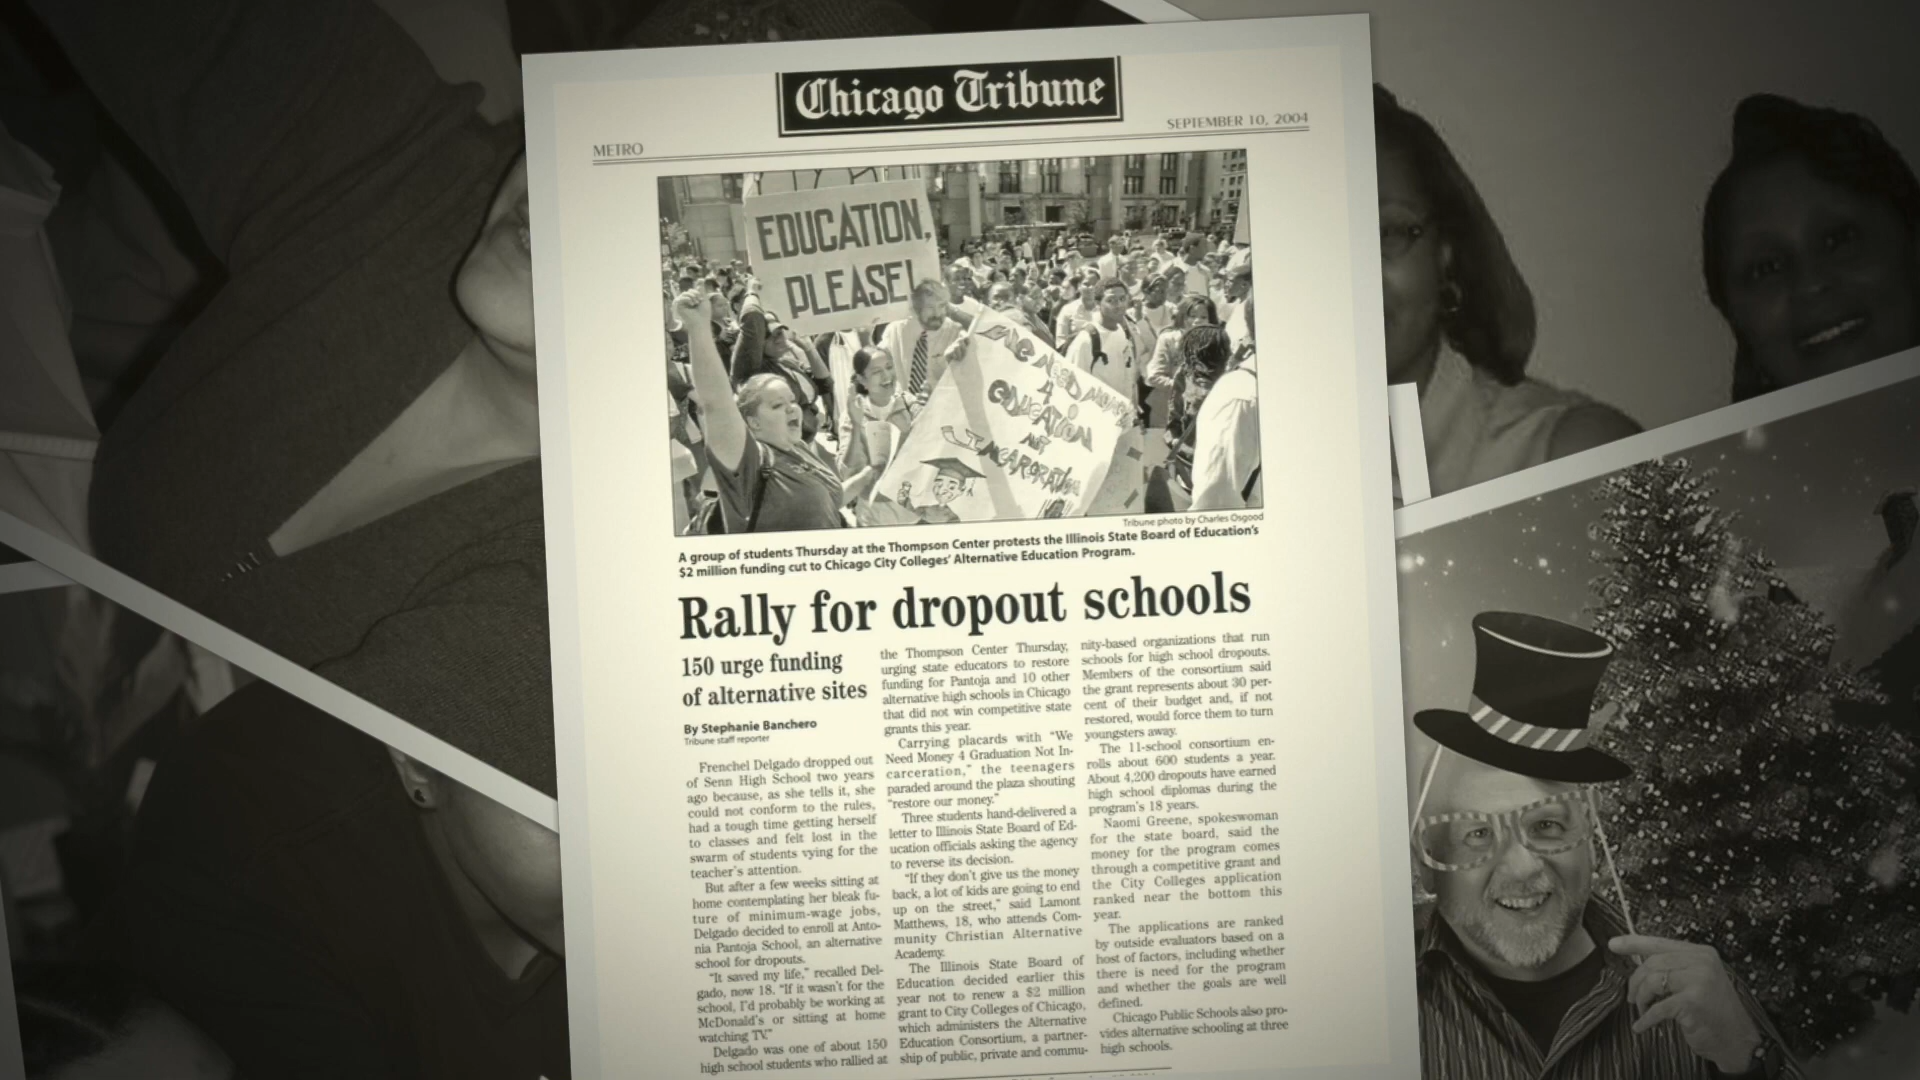 Chicago Tribune
METRO
SEPTEMBER 10, 2004
EDUCATION,
PLEASE!
WE NEED MONEY
4
EDUCATION
NOT
INCARCERATION
Tribune photo by Charles Osgood
A group of students Thursday at the Thompson Center protests the Illinois State Board of Education's
$2 million funding cut to Chicago City Colleges' Alternative Education Program.
Rally for dropout schools
150 urge funding
of alternative sites
By Stephanie Banchero
Tribune staff reporter
Frenchel Delgado dropped out
of Senn High School two years
ago because, as she tells it, she
could not conform to the rules,
had a tough time getting herself
to classes and felt lost in the
swarm of students vying for the
teacher's attention.
But after a few weeks sitting at
home contemplating her bleak fu-
ture of minimum-wage jobs,
Delgado decided to enroll at Anto-
nia Pantoja School, an alternative
school for dropouts.
"It saved my life," recalled Del-
gado, now 18. "If it wasn't for the
school, I'd probably be working at
McDonald's or sitting at home
watching TV."
Delgado was one of about 150
high school students who rallied at
the Thompson Center Thursday,
urging state educators to restore
funding for Pantoja and 10 other
alternative high schools in Chicago
that did not win competitive state
grants this year.
Carrying placards with "We
Need Money 4 Graduation Not In-
carceration," the teenagers
paraded around the plaza shouting
"restore our money."
Three students hand-delivered a
letter to Illinois State Board of Ed-
ucation officials asking the agency
to reverse its decision.
"If they don't give us the money
back, a lot of kids are going to end
up on the street," said Lamont
Matthews, 18, who attends Com-
munity Christian Alternative
Academy.
The Illinois State Board of
Education decided earlier this
year not to renew a $2 million
grant to City Colleges of Chicago,
which administers the Alternative
Education Consortium, a partner-
ship of public, private and commu-
nity-based organizations that run
schools for high school dropouts.
Members of the consortium said
the grant represents about 30 per-
cent of their budget and, if not
restored, would force them to turn
youngsters away.
The 11-school consortium en-
rolls about 600 students a year.
About 4,200 dropouts have earned
high school diplomas during the
program's 18 years.
Naomi Greene, spokeswoman
for the state board, said the
money for the program comes
through a competitive grant and
the City Colleges application
ranked near the bottom this
year.
The applications are ranked
by outside evaluators based on a
host of factors, including whether
there is need for the program
and whether the goals are well
defined.
Chicago Public Schools also pro-
vides alternative schooling at three
high schools.